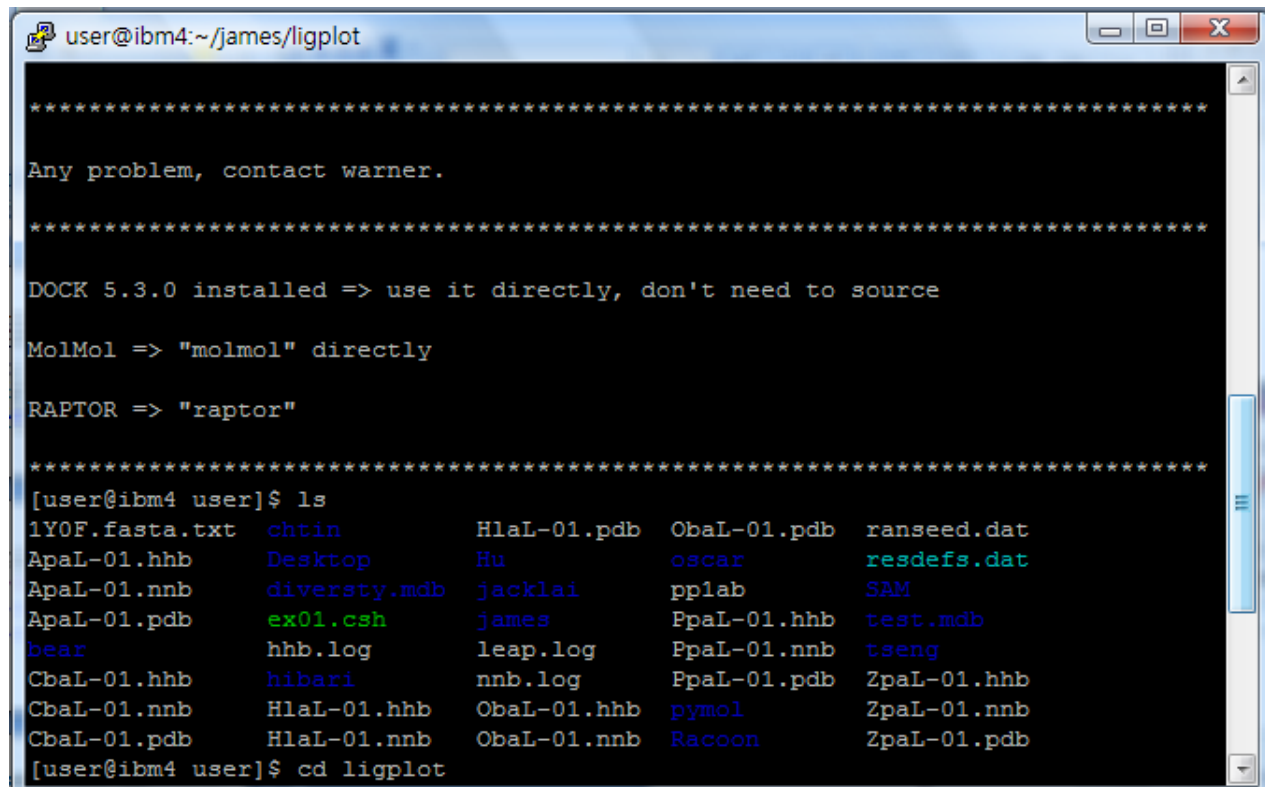 user@ibm4:~/james/ligplot
*******************************************************************************
Any problem, contact warner.
*******************************************************************************
DOCK 5.3.0 installed => use it directly, don't need to source
MolMol => "molmol" directly
RAPTOR => "raptor"
*******************************************************************************
[user@ibm4 user]$ ls
1Y0F.fasta.txt  chtin         HlaL-01.pdb  ObaL-01.pdb  ranseed.dat
ApaL-01.hhb     Desktop       Hu           oscar        resdefs.dat
ApaL-01.nnb     diversty.mdb  jacklai      pp1ab        SAM
ApaL-01.pdb     ex01.csh      james        PpaL-01.hhb  test.mdb
bear            hhb.log       leap.log     PpaL-01.nnb  tseng
CbaL-01.hhb     hibari        nnb.log      PpaL-01.pdb  ZpaL-01.hhb
CbaL-01.nnb     HlaL-01.hhb   ObaL-01.hhb  pymol        ZpaL-01.nnb
CbaL-01.pdb     HlaL-01.nnb   ObaL-01.nnb  Racoon       ZpaL-01.pdb
[user@ibm4 user]$ cd ligplot